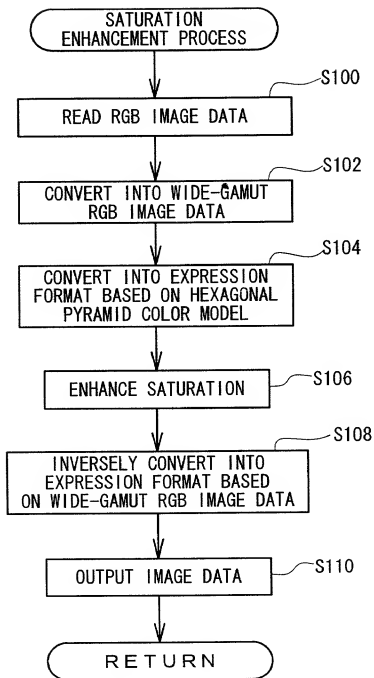 SATURATION
ENHANCEMENT PROCESS
S100
READ RGB IMAGE DATA
S102
CONVERT INTO WIDE-GAMUT
RGB IMAGE DATA
S104
CONVERT INTO EXPRESSION
FORMAT BASED ON HEXAGONAL
PYRAMID COLOR MODEL
S106
ENHANCE SATURATION
S108
INVERSELY CONVERT INTO
EXPRESSION FORMAT BASED
ON WIDE-GAMUT RGB IMAGE DATA
S110
OUTPUT IMAGE DATA
RETURN